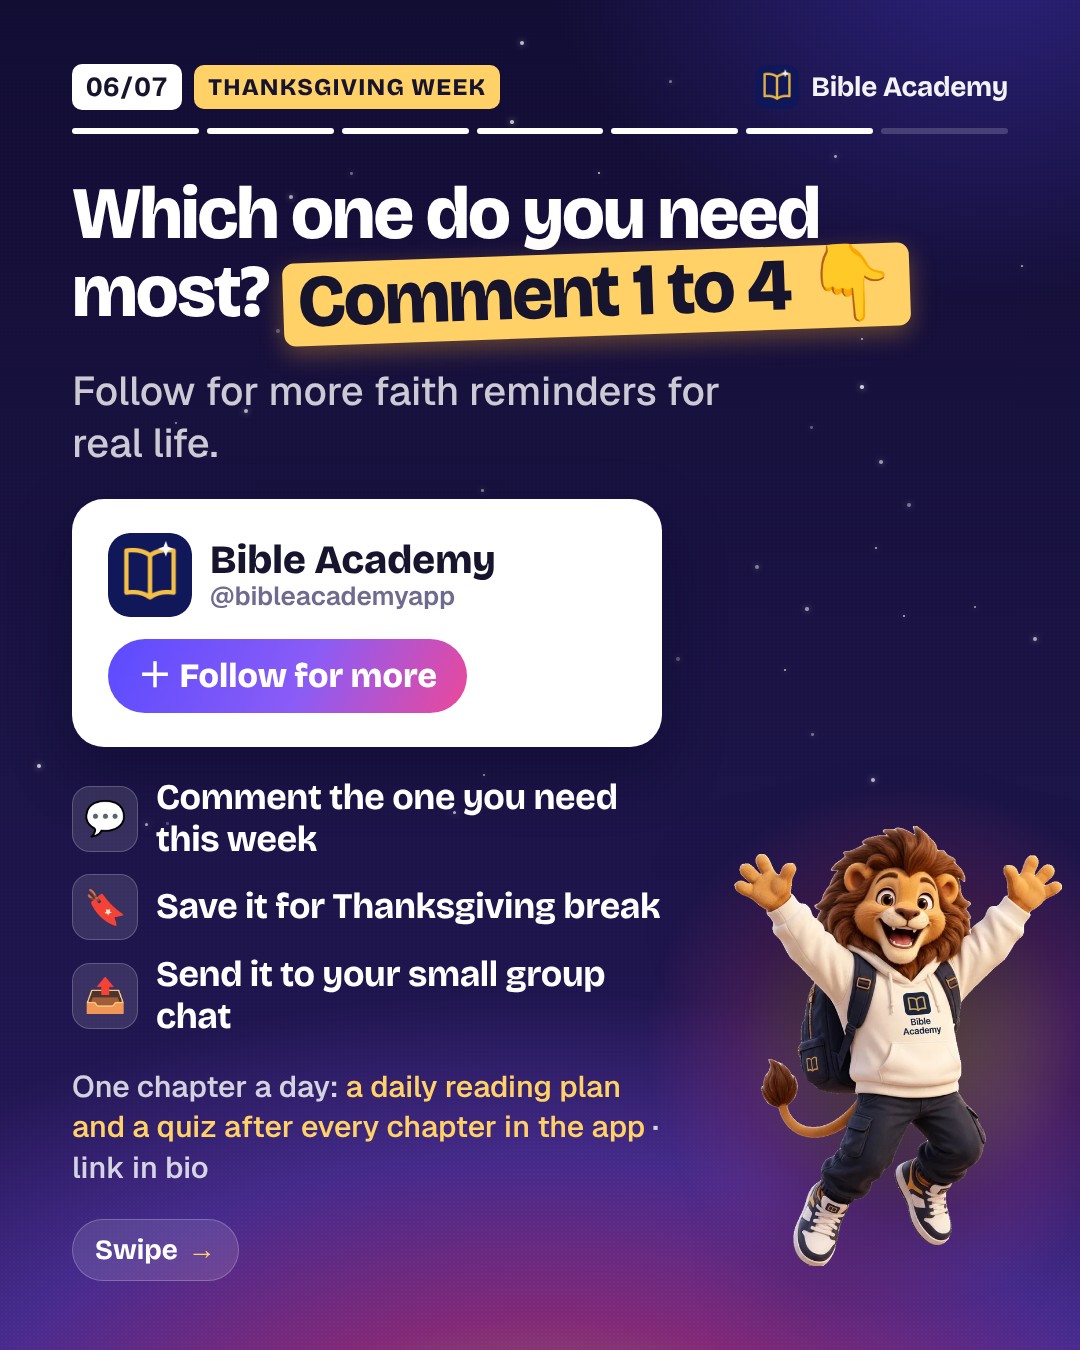 06/07 THANKSGIVING WEEK Bible Academy
Which one do you need
most? Comment 1 to 4 👇
Follow for more faith reminders for
real life.
Bible Academy
@bibleacademyapp
+ Follow for more
Comment the one you need
this week
Save it for Thanksgiving break
Send it to your small group
chat
Bible
Academy
One chapter a day: a daily reading plan
and a quiz after every chapter in the app ·
link in bio
Swipe →